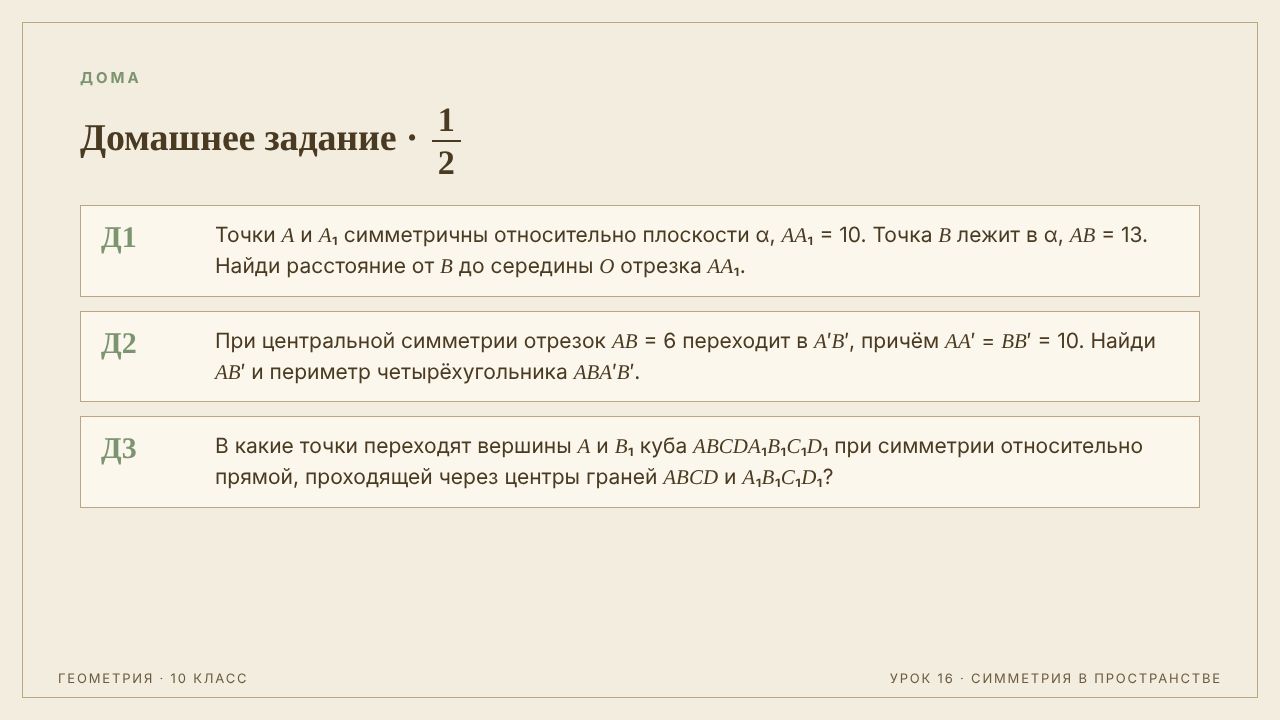 ДОМА
Домашнее задание · 1/2
Д1
Точки A и A₁ симметричны относительно плоскости α, AA₁ = 10. Точка B лежит в α, AB = 13.
Найди расстояние от B до середины O отрезка AA₁.
Д2
При центральной симметрии отрезок AB = 6 переходит в A′B′, причём AA′ = BB′ = 10. Найди
AB′ и периметр четырёхугольника ABA′B′.
Д3
В какие точки переходят вершины A и B₁ куба ABCDA₁B₁C₁D₁ при симметрии относительно
прямой, проходящей через центры граней ABCD и A₁B₁C₁D₁?
ГЕОМЕТРИЯ · 10 КЛАСС
УРОК 16 · СИММЕТРИЯ В ПРОСТРАНСТВЕ